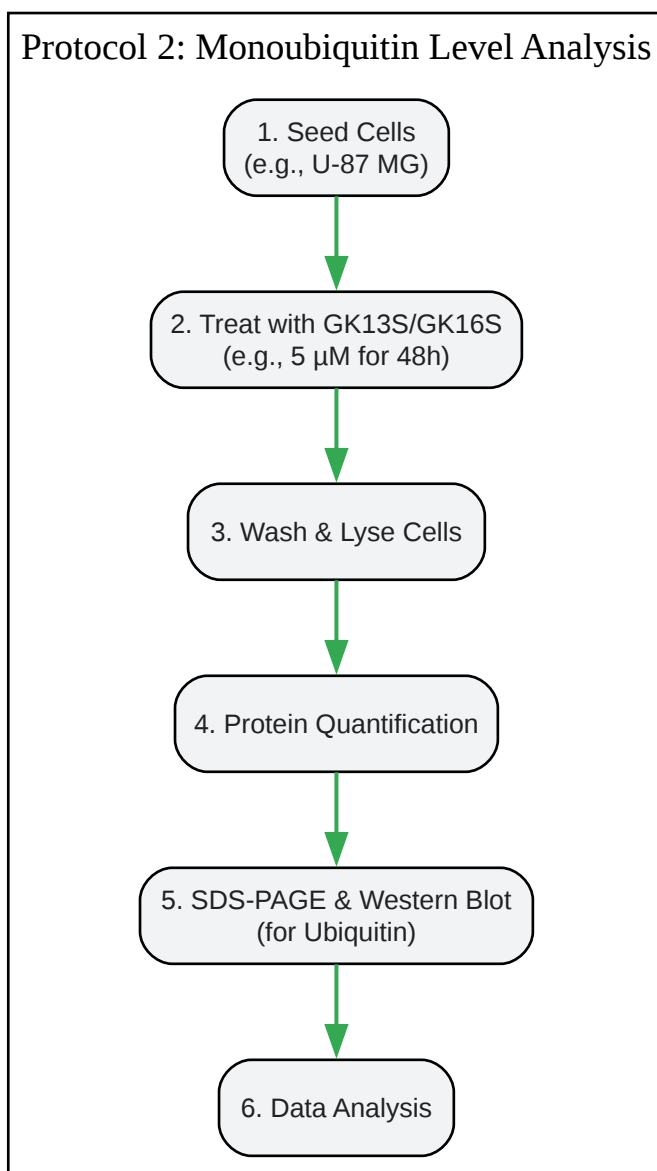 Protocol 2: Monoubiquitin Level Analysis
1. Seed Cells
(e.g., U-87 MG)
2. Treat with GK13S/GK16S
(e.g., 5 µM for 48h)
3. Wash & Lyse Cells
4. Protein Quantification
5. SDS-PAGE & Western Blot
(for Ubiquitin)
6. Data Analysis